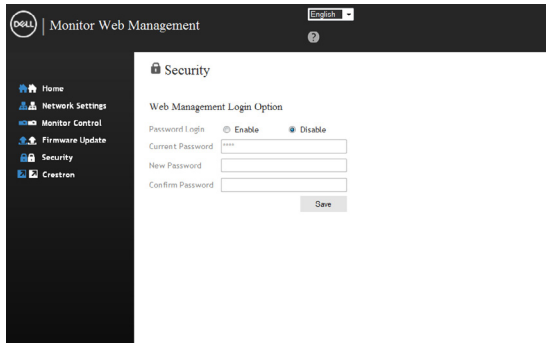 DELL | Monitor Web Management
English
?
Home
Network Settings
Monitor Control
Firmware Update
Security
Crestron
Security
Web Management Login Option
Password Login Enable Disable
Current Password ****
New Password
Confirm Password
Save